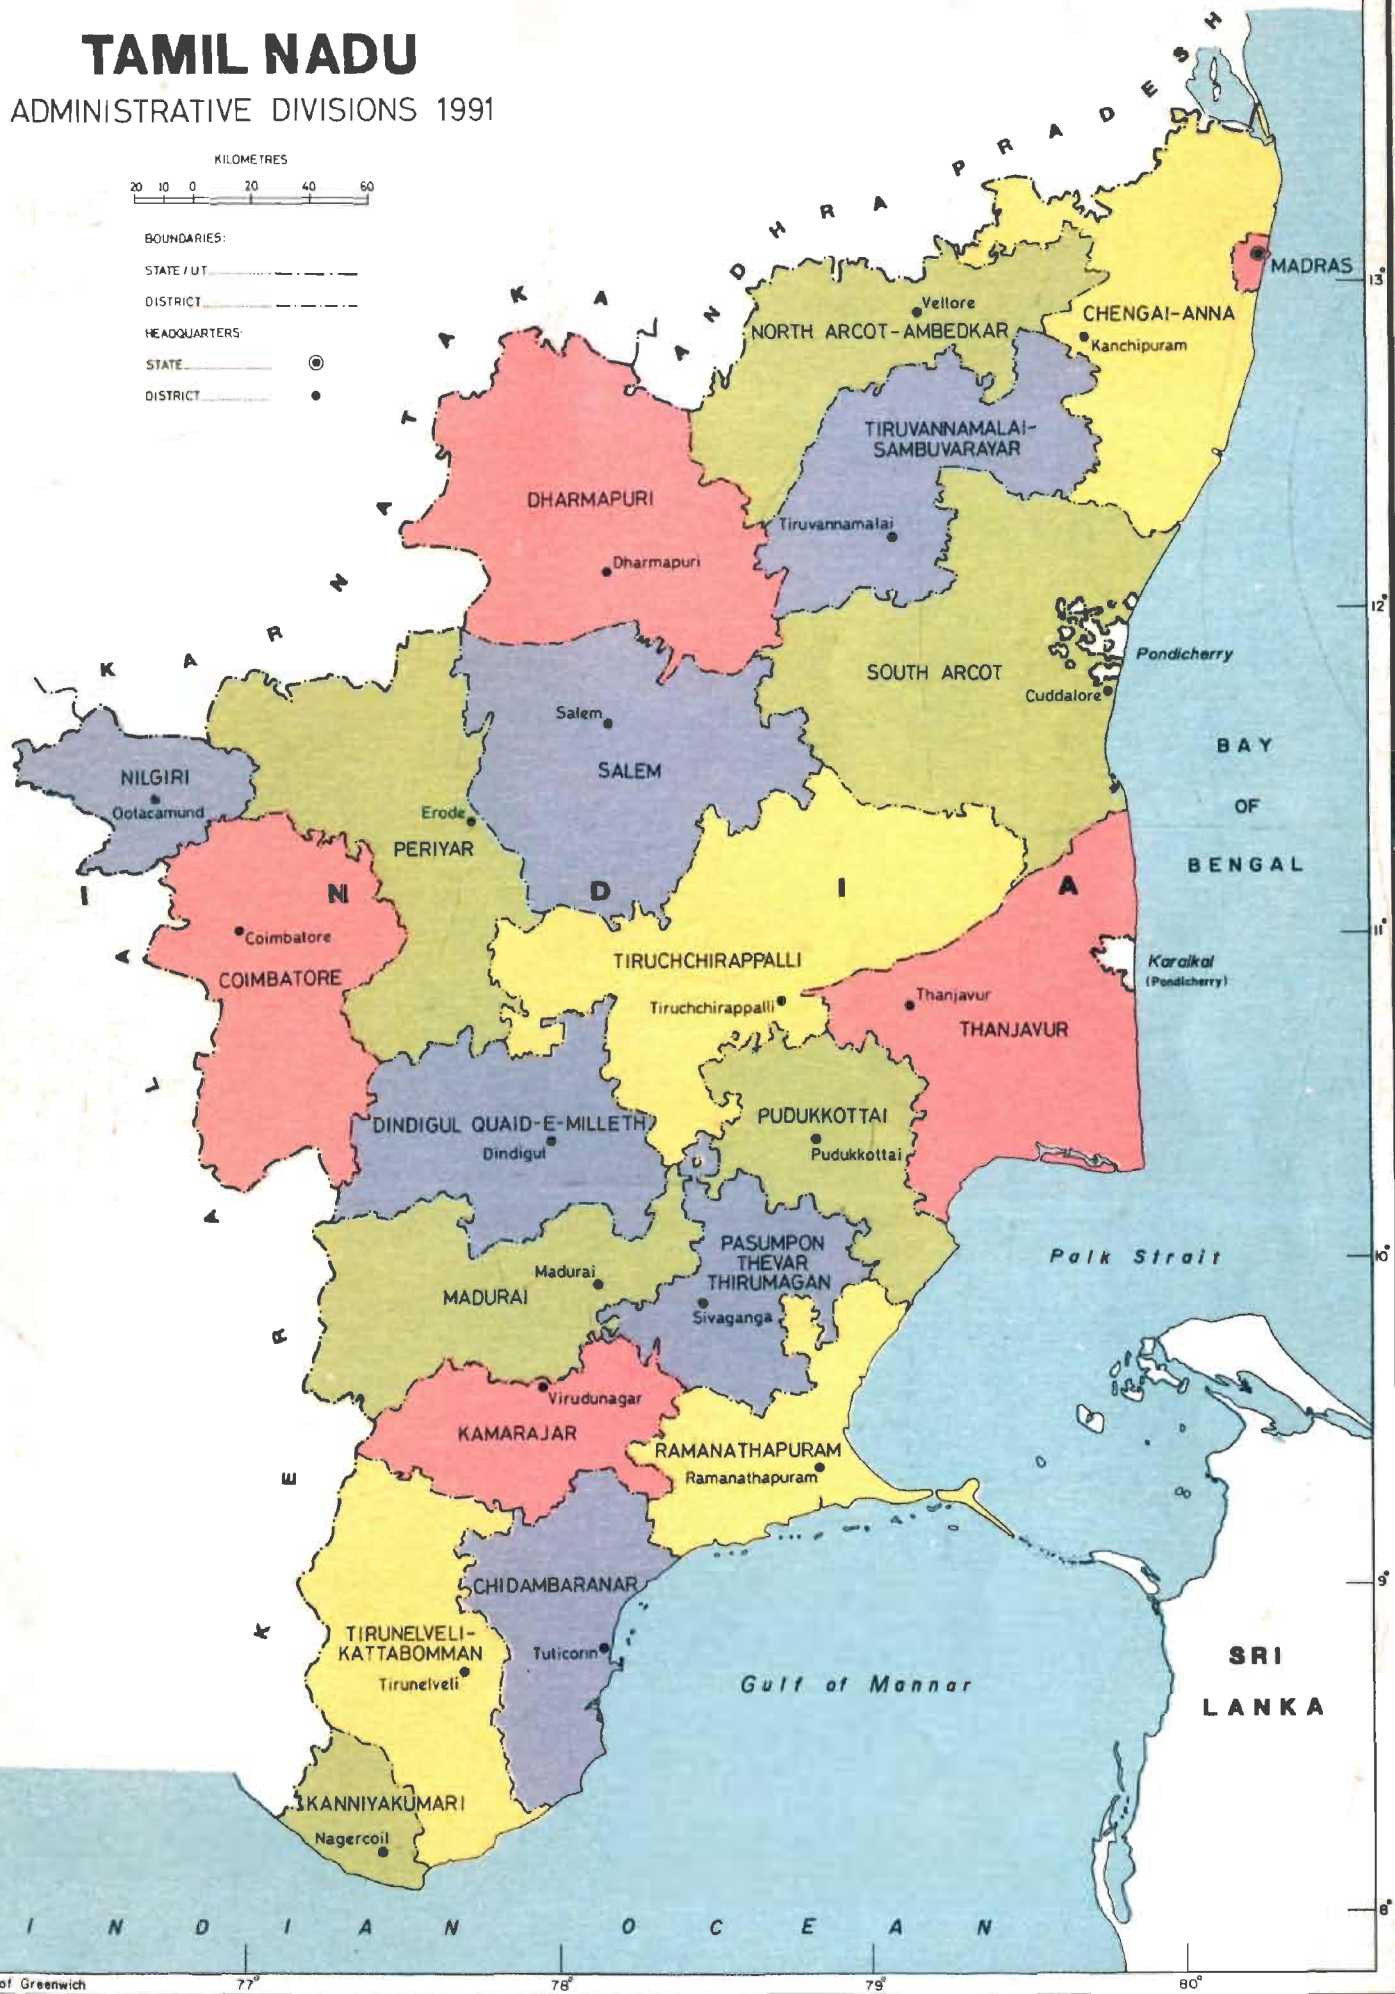 TAMIL NADU
ADMINISTRATIVE DIVISIONS 1991
KILOMETRES
20 10 0 20 40 60
BOUNDARIES:
STATE / U.T.
DISTRICT
HEADQUARTERS:
STATE
DISTRICT
ANDHRA PRADESH
KARNATAKA
KERALA
INDIA
MADRAS
13°
Vellore
NORTH ARCOT-AMBEDKAR
CHENGAI-ANNA
Kanchipuram
TIRUVANNAMALAI-
SAMBUVARAYAR
Tiruvannamalai
DHARMAPURI
Dharmapuri
12°
Pondicherry
SOUTH ARCOT
Cuddalore
Salem
SALEM
BAY
OF
BENGAL
NILGIRI
Ootacamund
Erode
PERIYAR
11°
Coimbatore
COIMBATORE
TIRUCHCHIRAPPALLI
Tiruchchirappalli
Karaikal
(Pondicherry)
Thanjavur
THANJAVUR
DINDIGUL QUAID-E-MILLETH
Dindigul
PUDUKKOTTAI
Pudukkottai
10°
Palk Strait
PASUMPON
THEVAR
THIRUMAGAN
Sivaganga
Madurai
MADURAI
Virudunagar
KAMARAJAR
RAMANATHAPURAM
Ramanathapuram
9°
CHIDAMBARANAR
Tuticorin
TIRUNELVELI-
KATTABOMMAN
Tirunelveli
Gulf of Mannar
SRI
LANKA
KANNIYAKUMARI
Nagercoil
8°
INDIAN OCEAN
of Greenwich
77° 78° 79° 80°